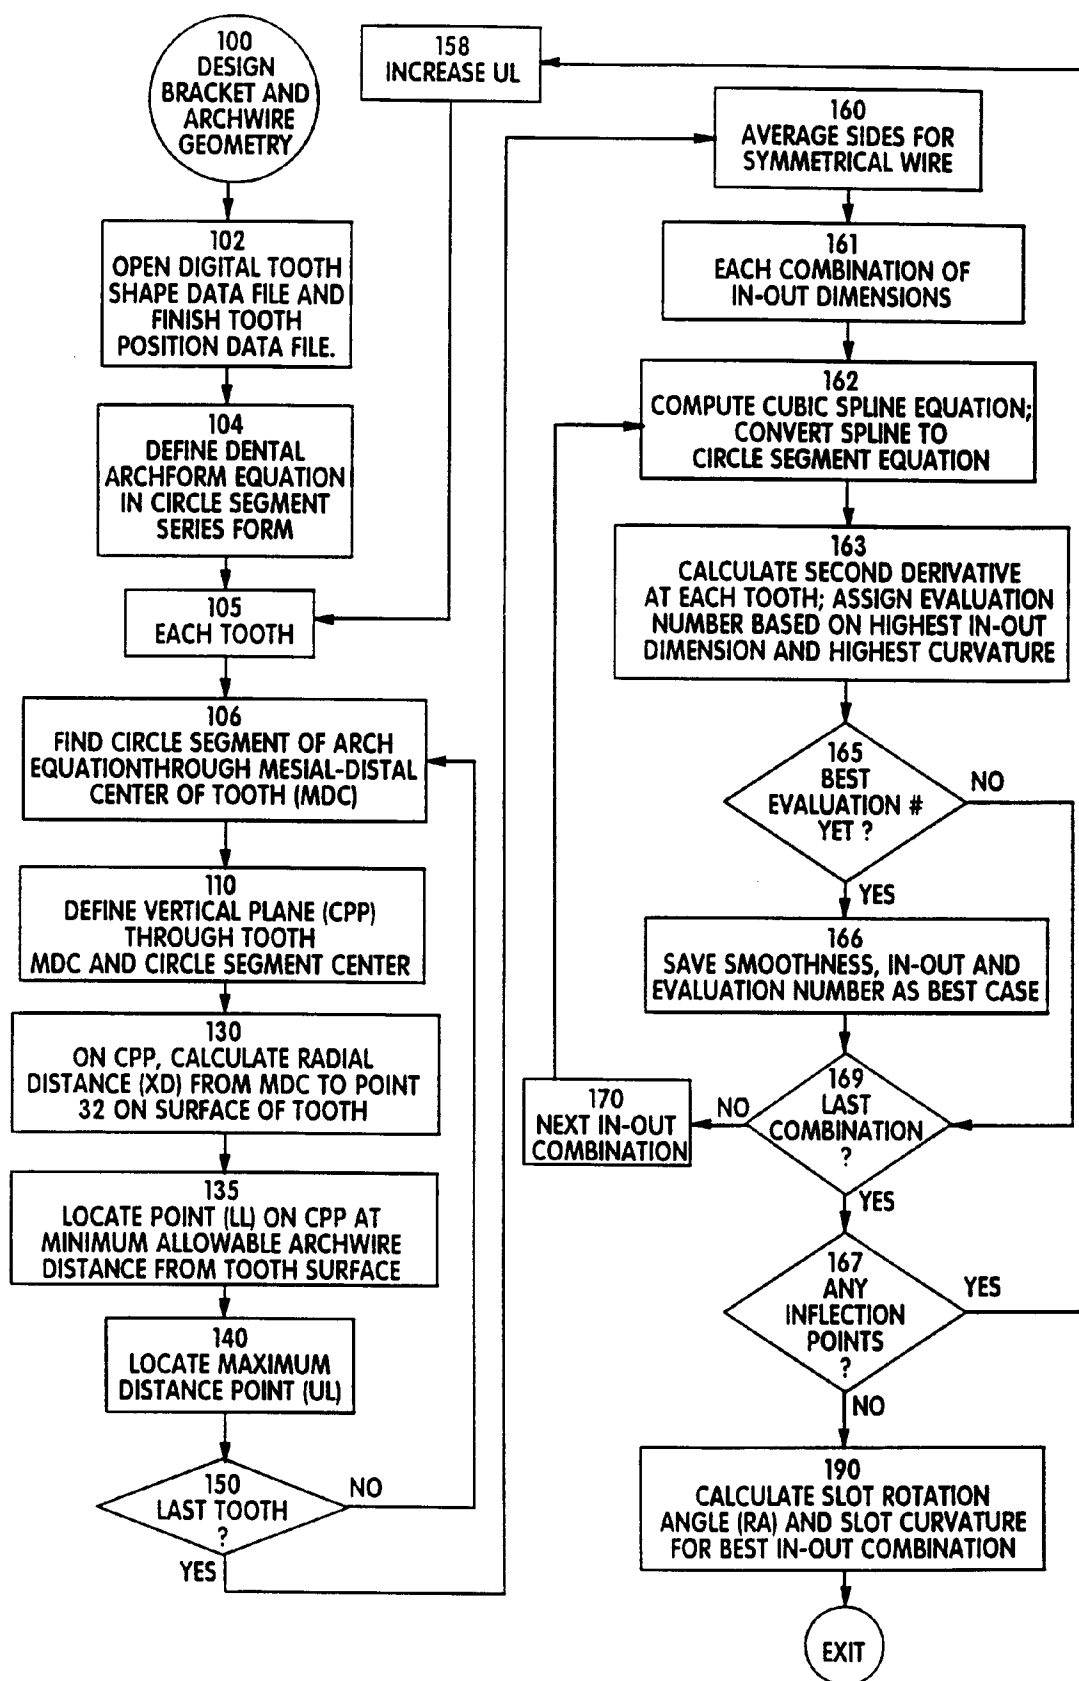 100
DESIGN
BRACKET AND
ARCHWIRE
GEOMETRY
102
OPEN DIGITAL TOOTH
SHAPE DATA FILE AND
FINISH TOOTH
POSITION DATA FILE.
104
DEFINE DENTAL
ARCHFORM EQUATION
IN CIRCLE SEGMENT
SERIES FORM
105
EACH TOOTH
106
FIND CIRCLE SEGMENT OF ARCH
EQUATIONTHROUGH MESIAL-DISTAL
CENTER OF TOOTH (MDC)
110
DEFINE VERTICAL PLANE (CPP)
THROUGH TOOTH
MDC AND CIRCLE SEGMENT CENTER
130
ON CPP, CALCULATE RADIAL
DISTANCE (XD) FROM MDC TO POINT
32 ON SURFACE OF TOOTH
135
LOCATE POINT (LL) ON CPP AT
MINIMUM ALLOWABLE ARCHWIRE
DISTANCE FROM TOOTH SURFACE
140
LOCATE MAXIMUM
DISTANCE POINT (UL)
150
LAST TOOTH
?
NO
YES
158
INCREASE UL
160
AVERAGE SIDES FOR
SYMMETRICAL WIRE
161
EACH COMBINATION OF
IN-OUT DIMENSIONS
162
COMPUTE CUBIC SPLINE EQUATION;
CONVERT SPLINE TO
CIRCLE SEGMENT EQUATION
163
CALCULATE SECOND DERIVATIVE
AT EACH TOOTH; ASSIGN EVALUATION
NUMBER BASED ON HIGHEST IN-OUT
DIMENSION AND HIGHEST CURVATURE
165
BEST
EVALUATION #
YET ?
NO
YES
166
SAVE SMOOTHNESS, IN-OUT AND
EVALUATION NUMBER AS BEST CASE
169
LAST
COMBINATION
?
NO
170
NEXT IN-OUT
COMBINATION
YES
167
ANY
INFLECTION
POINTS
?
YES
NO
190
CALCULATE SLOT ROTATION
ANGLE (RA) AND SLOT CURVATURE
FOR BEST IN-OUT COMBINATION
EXIT